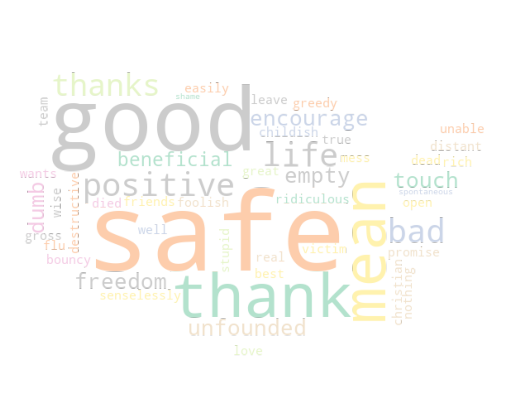 thanks
easily
shame
good
leave
greedy
team
encourage
childish
true
unable
beneficial
life
mess
distant
dead
rich
wants
positive
great
empty
touch
dumb
wise
destructive
died
friends
foolish
ridiculous
open
spontaneous
safe
mean
bad
gross
flu-
well
stupid
victim
promise
bouncy
real
freedom
best
senselessly
thank
christian
nothing
unfounded
love